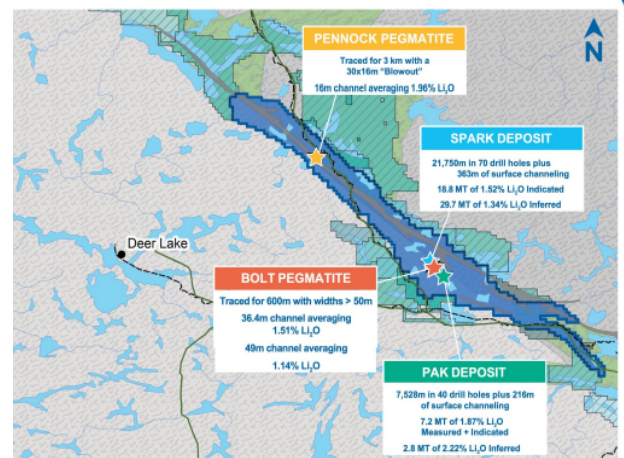 N
PENNOCK PEGMATITE
Traced for 3 km with a
30x16m "Blowout"
16m channel averaging 1.96% Li₂O
SPARK DEPOSIT
21,750m in 70 drill holes plus
363m of surface channeling
18.8 MT of 1.52% Li₂O Indicated
29.7 MT of 1.34% Li₂O Inferred
Deer Lake
BOLT PEGMATITE
Traced for 600m with widths > 50m
36.4m channel averaging
1.51% Li₂O
49m channel averaging
1.14% Li₂O
PAK DEPOSIT
7,528m in 40 drill holes plus 216m
of surface channeling
7.2 MT of 1.87% Li₂O
Measured + Indicated
2.8 MT of 2.22% Li₂O Inferred